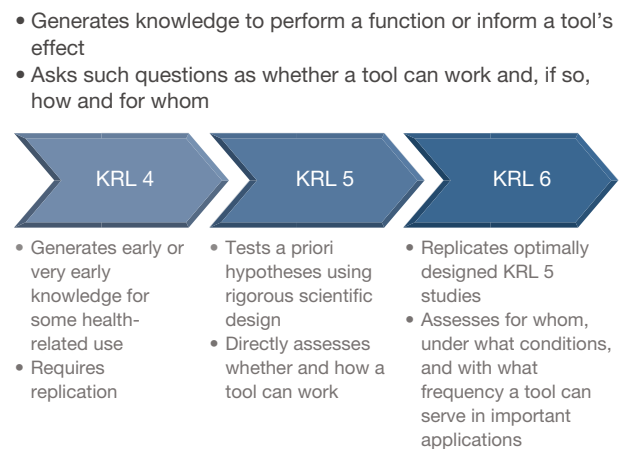 • Generates knowledge to perform a function or inform a tool's
effect
• Asks such questions as whether a tool can work and, if so,
how and for whom
KRL 4
KRL 5
KRL 6
• Generates early or
very early
knowledge for
some health-
related use
• Requires
replication
• Tests a priori
hypotheses using
rigorous scientific
design
• Directly assesses
whether and how a
tool can work
• Replicates optimally
designed KRL 5
studies
• Assesses for whom,
under what conditions,
and with what
frequency a tool can
serve in important
applications